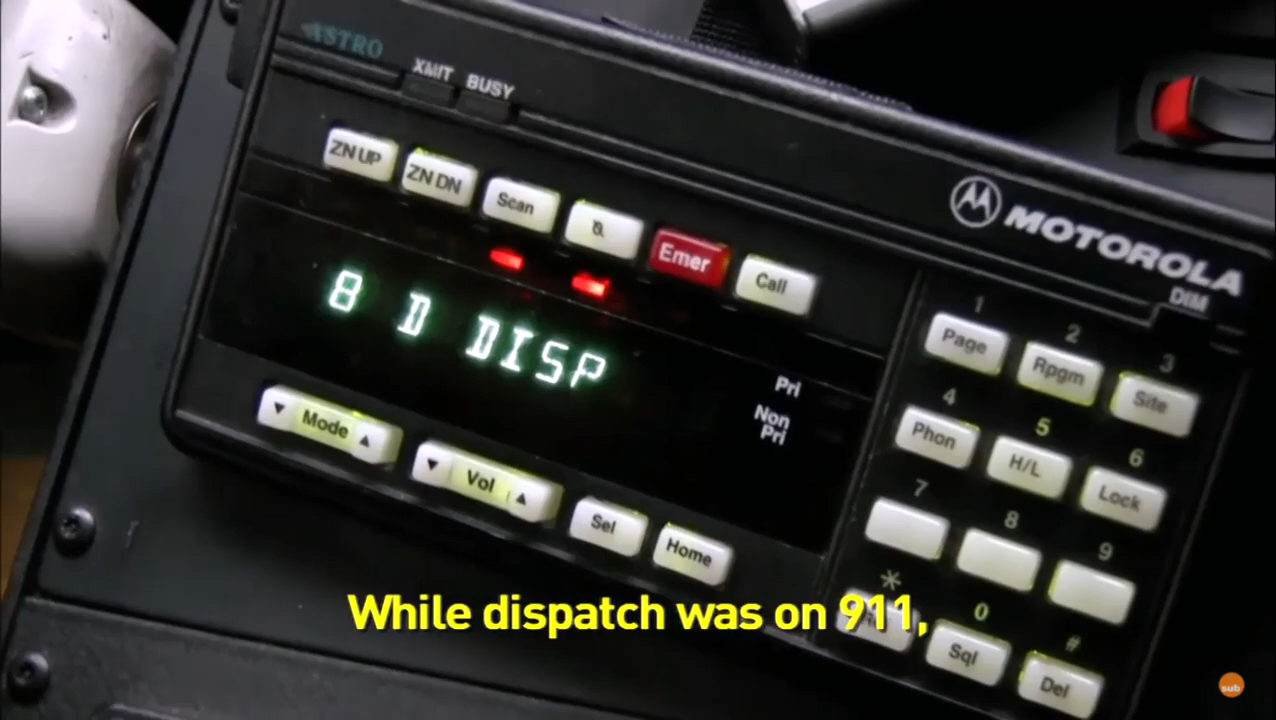 ASTRO
XMIT BUSY
ZN UP ZN DN Scan Emer Call
MOTOROLA
DIM
8 D DISP
Pri
Non
Pri
Mode Vol Sel Home
1 2 3
Page Rpgm Site
4 5 6
Phon H/L Lock
7 8 9
* 0 #
Sql Del
While dispatch was on 911,
sub